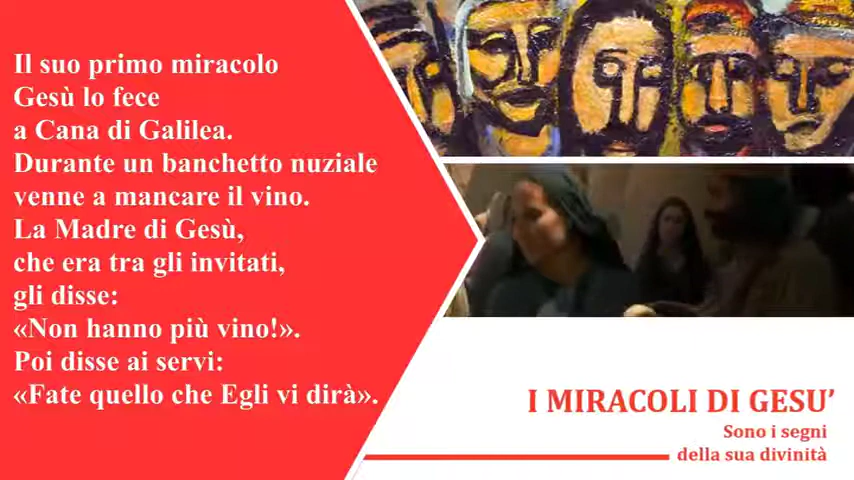 Il suo primo miracolo
Gesù lo fece
a Cana di Galilea.
Durante un banchetto nuziale
venne a mancare il vino.
La Madre di Gesù,
che era tra gli invitati,
gli disse:
«Non hanno più vino!».
Poi disse ai servi:
«Fate quello che Egli vi dirà».
I MIRACOLI DI GESU’
Sono i segni
della sua divinità